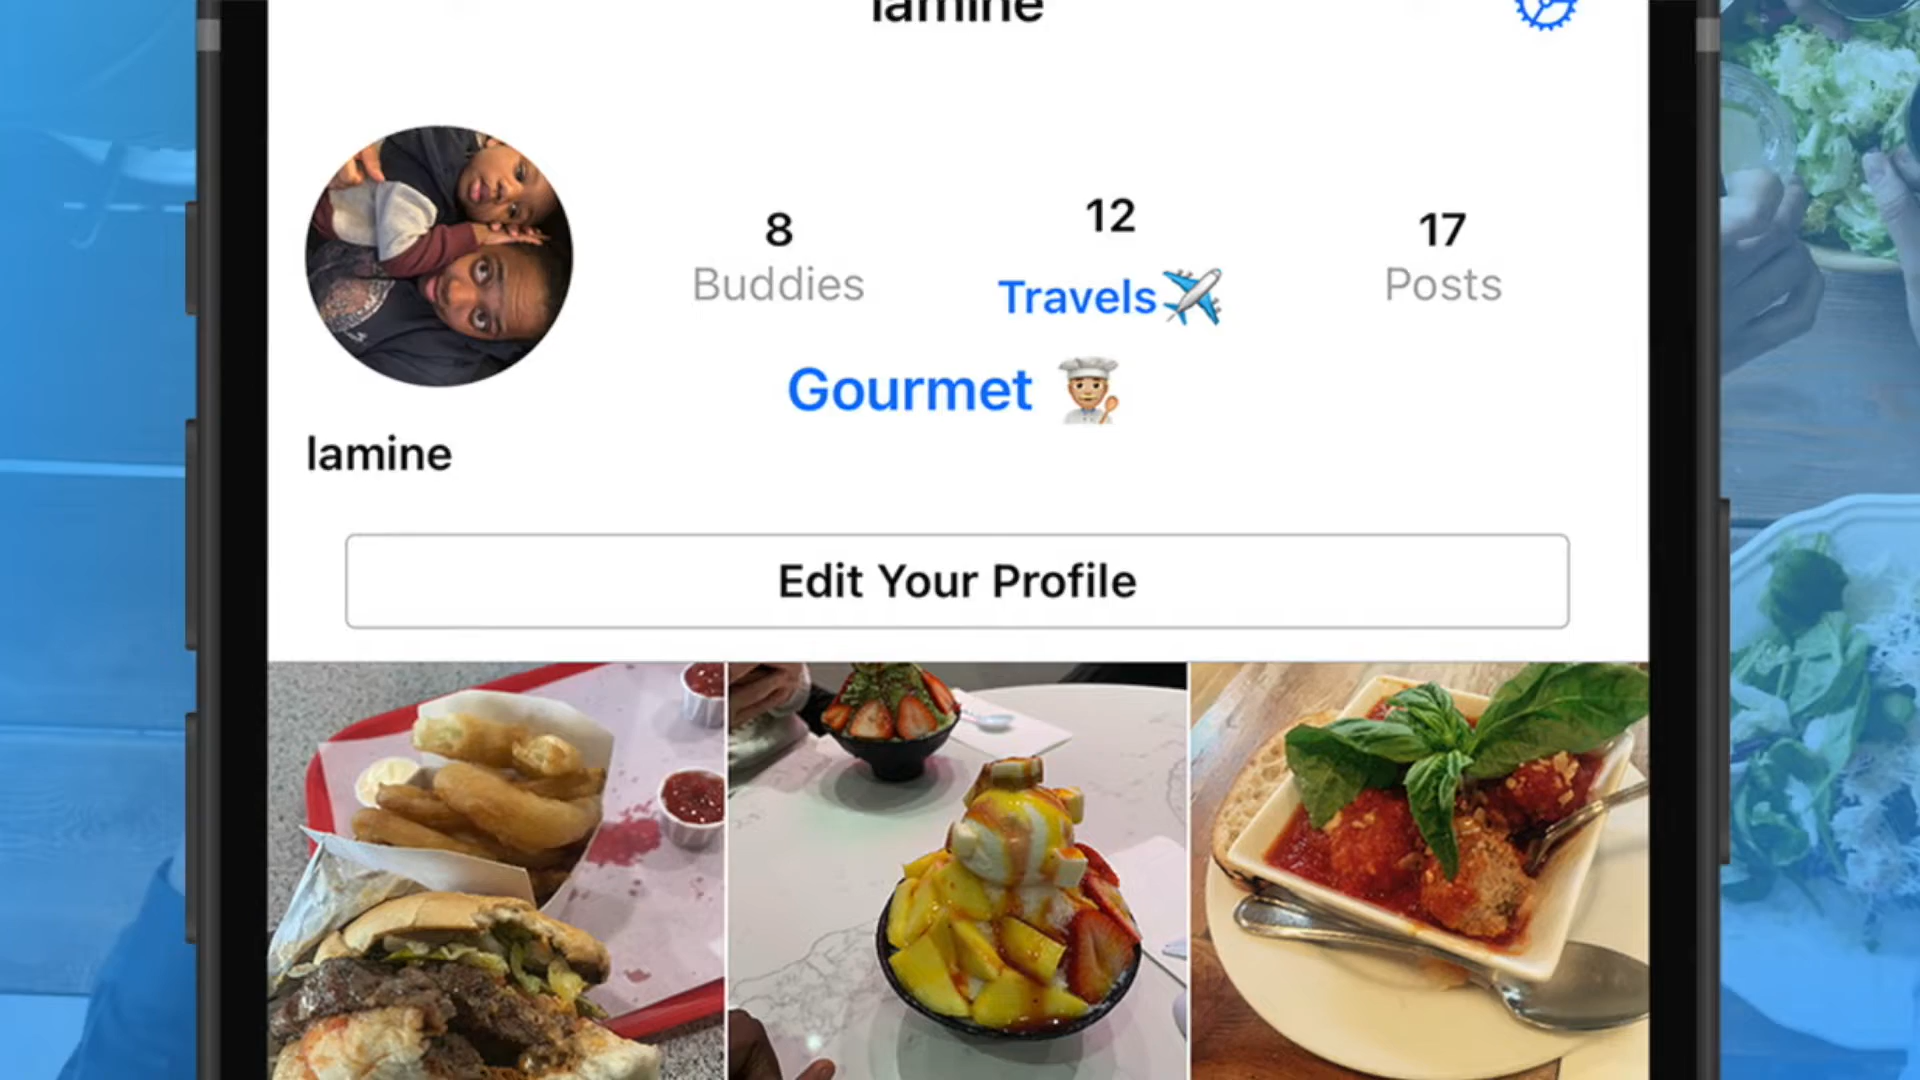 lamine
8
Buddies
12
Travels✈️
17
Posts
Gourmet 👨🏼‍🍳
lamine
Edit Your Profile